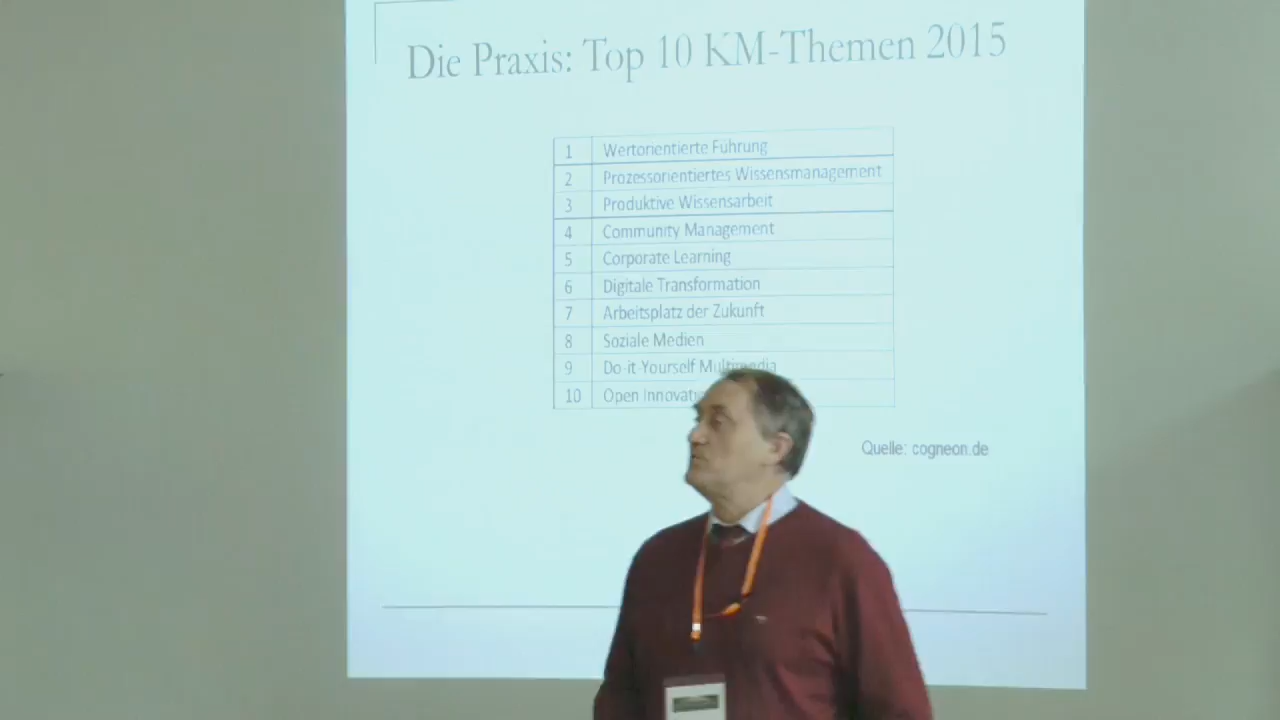 Die Praxis: Top 10 KM-Themen 2015
1 Wertorientierte Führung
2 Prozessorientiertes Wissensmanagement
3 Produktive Wissensarbeit
4 Community Management
5 Corporate Learning
6 Digitale Transformation
7 Arbeitsplatz der Zukunft
8 Soziale Medien
9 Do-it-Yourself Multimedia
10 Open
Quelle: cogneon.de